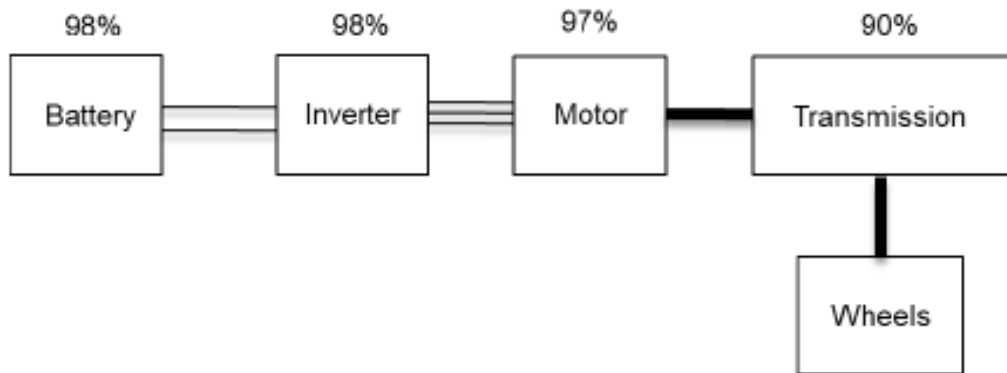 98%
98%
97%
90%
Battery
Inverter
Motor
Transmission
Wheels